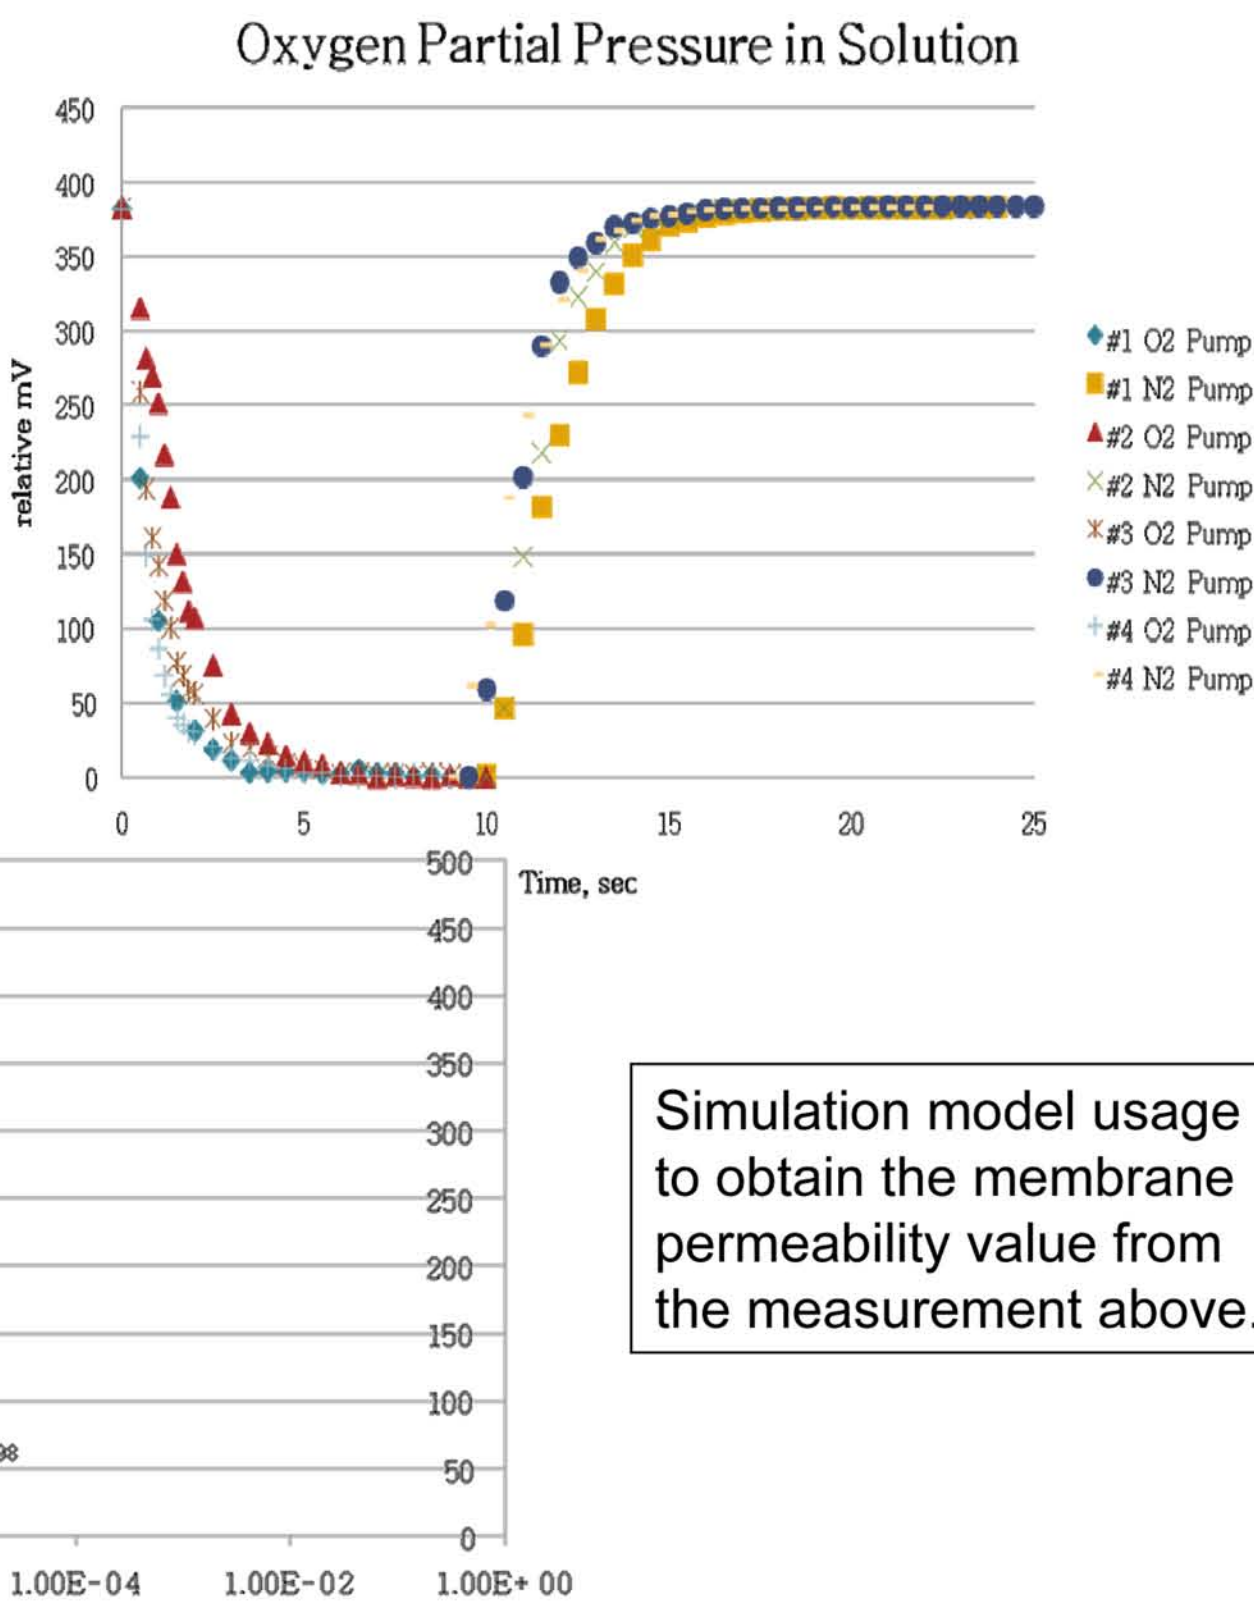 Oxygen Partial Pressure in Solution
450
400
350
300
250
200
150
100
50
0
relative mV
0 5 10 15 20 25
Time, sec
#1 O2 Pump
#1 N2 Pump
#2 O2 Pump
#2 N2 Pump
#3 O2 Pump
#3 N2 Pump
#4 O2 Pump
#4 N2 Pump
500
450
400
350
300
250
200
150
100
50
0
98
1.00E-04 1.00E-02 1.00E+00
Simulation model usage
to obtain the membrane
permeability value from
the measurement above.